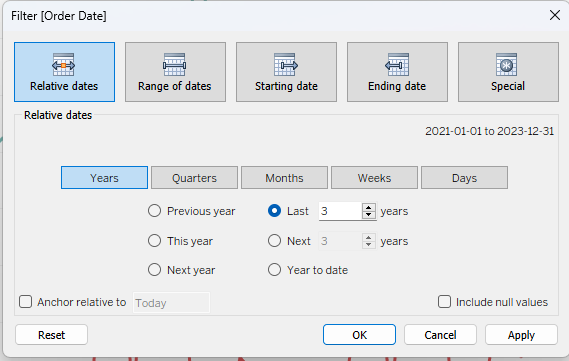 Filter [Order Date]
Relative dates Range of dates Starting date Ending date Special
Relative dates
2021-01-01 to 2023-12-31
Years Quarters Months Weeks Days
Previous year Last 3 years
This year Next 3 years
Next year Year to date
Anchor relative to Today Include null values
Reset OK Cancel Apply